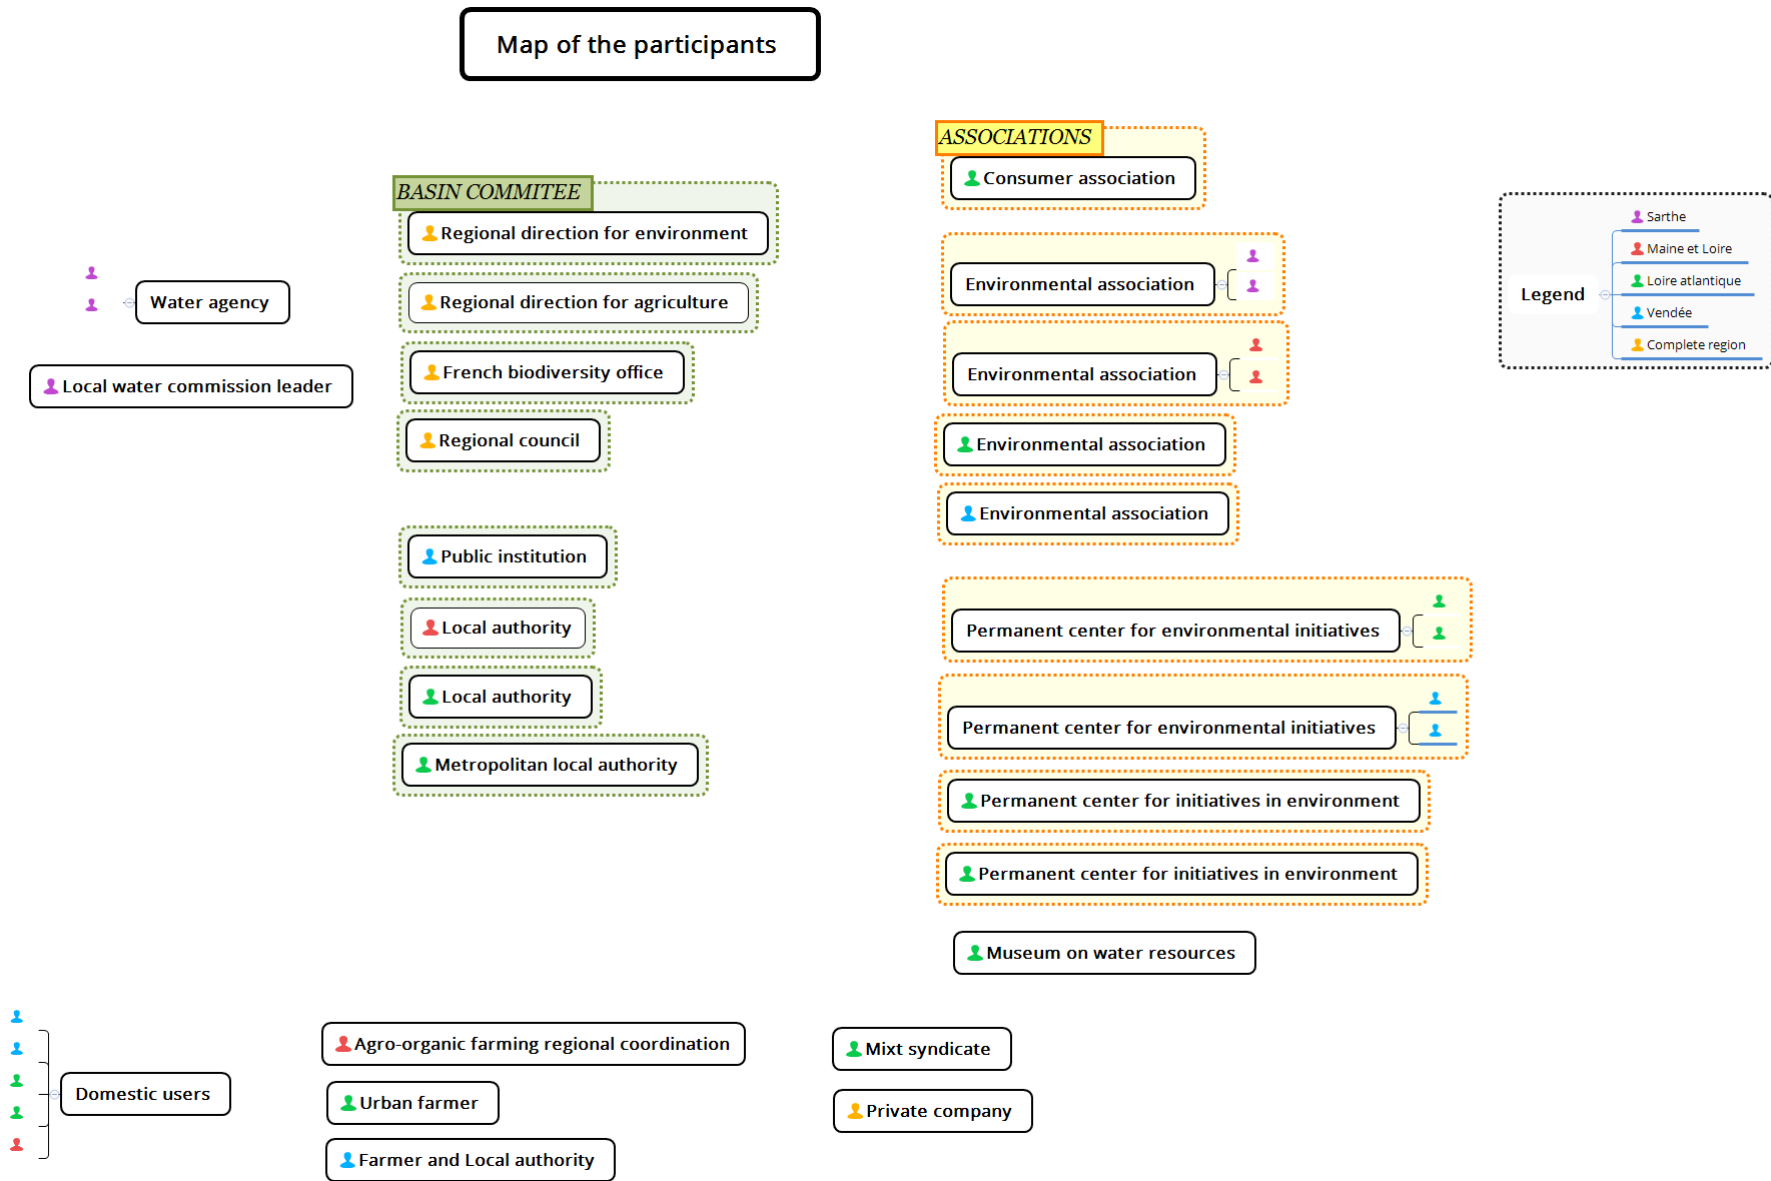 Map of the participants
Water agency
Local water commission leader
BASIN COMMITEE
Regional direction for environment
Regional direction for agriculture
French biodiversity office
Regional council
Public institution
Local authority
Local authority
Metropolitan local authority
ASSOCIATIONS
Consumer association
Environmental association
Environmental association
Environmental association
Environmental association
Permanent center for environmental initiatives
Permanent center for environmental initiatives
Permanent center for initiatives in environment
Permanent center for initiatives in environment
Museum on water resources
Legend
Sarthe
Maine et Loire
Loire atlantique
Vendée
Complete region
Domestic users
Agro-organic farming regional coordination
Urban farmer
Farmer and Local authority
Mixt syndicate
Private company